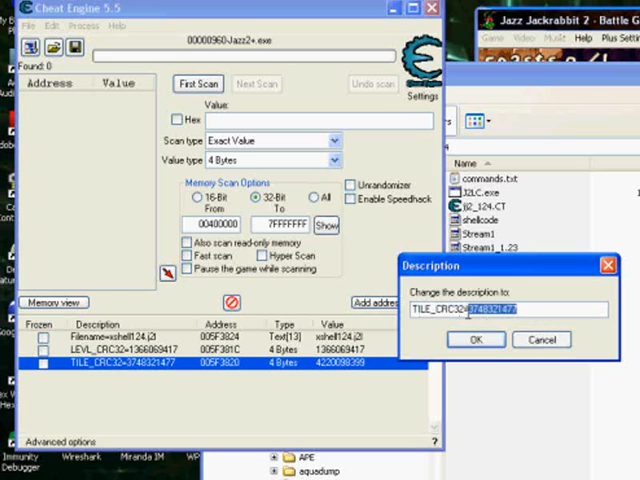 Cheat Engine 5.5
Jazz Jackrabbit 2 - Battle G
File Edit Process Help
Game Video Music Help Plus Settin
00000960-Jazz2+.exe
Found: 0
Address Value
First Scan Next Scan Undo scan
Settings
Value:
Hex
Scan type Exact Value
Value type 4 Bytes
Name
commands.txt
J2LC.exe
jj2_124.CT
shellcode
Stream1
Stream1_1.23
Memory Scan Options
Unrandomizer
Enable Speedhack
16-Bit 32-Bit All
From To
00400000 7FFFFFFF Show
Also scan read-only memory
Fast scan Hyper Scan
Pause the game while scanning
Memory view Add addre
Description
Change the description to:
TILE_CRC32=3748321477
OK Cancel
Frozen Description Address Type Value
Filename=xshell124.j2l 005F3824 Text[13] xshell124.j2l
LEVL_CRC32=1366069417 005F381C 4 Bytes 1366069417
TILE_CRC32=3748321477 005F3820 4 Bytes 4220098399
Advanced options ?
Immunity Debugger Wireshark Miranda IM
APE
aquadump